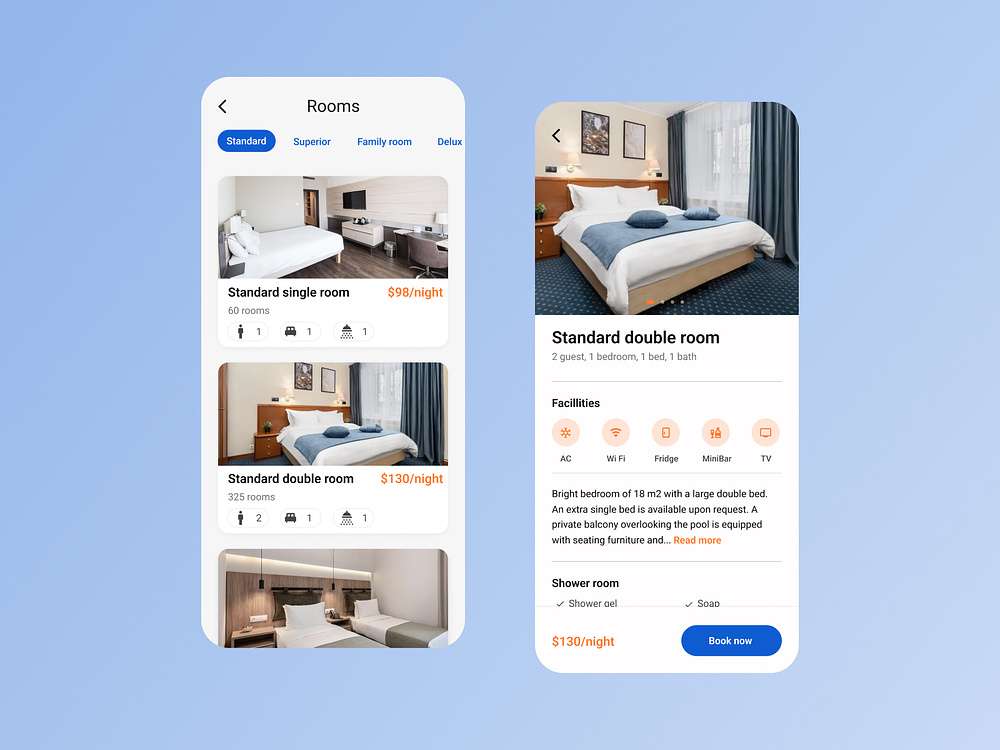 Rooms
Standard Superior Family room Delux
Standard single room $98/night
60 rooms
1 1 1
Standard double room $130/night
325 rooms
2 1 1
Standard double room
2 guest, 1 bedroom, 1 bed, 1 bath
Facillities
AC Wi Fi Fridge MiniBar TV
Bright bedroom of 18 m2 with a large double bed.
An extra single bed is available upon request. A
private balcony overlooking the pool is equipped
with seating furniture and... Read more
Shower room
Shower gel Soap
$130/night Book now